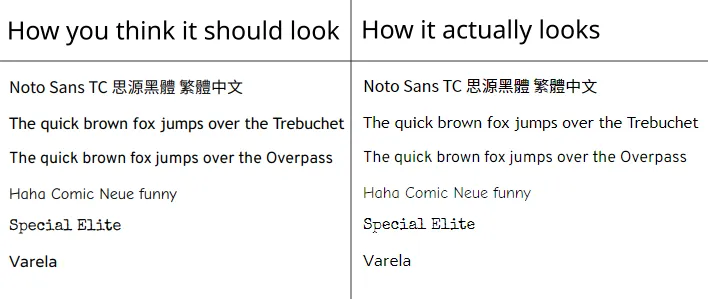 How you think it should look
Noto Sans TC 思源黑體 繁體中文
The quick brown fox jumps over the Trebuchet
The quick brown fox jumps over the Overpass
Haha Comic Neue funny
Special Elite
Varela
How it actually looks
Noto Sans TC 思源黑體 繁體中文
The quick brown fox jumps over the Trebuchet
The quick brown fox jumps over the Overpass
Haha Comic Neue funny
Special Elite
Varela